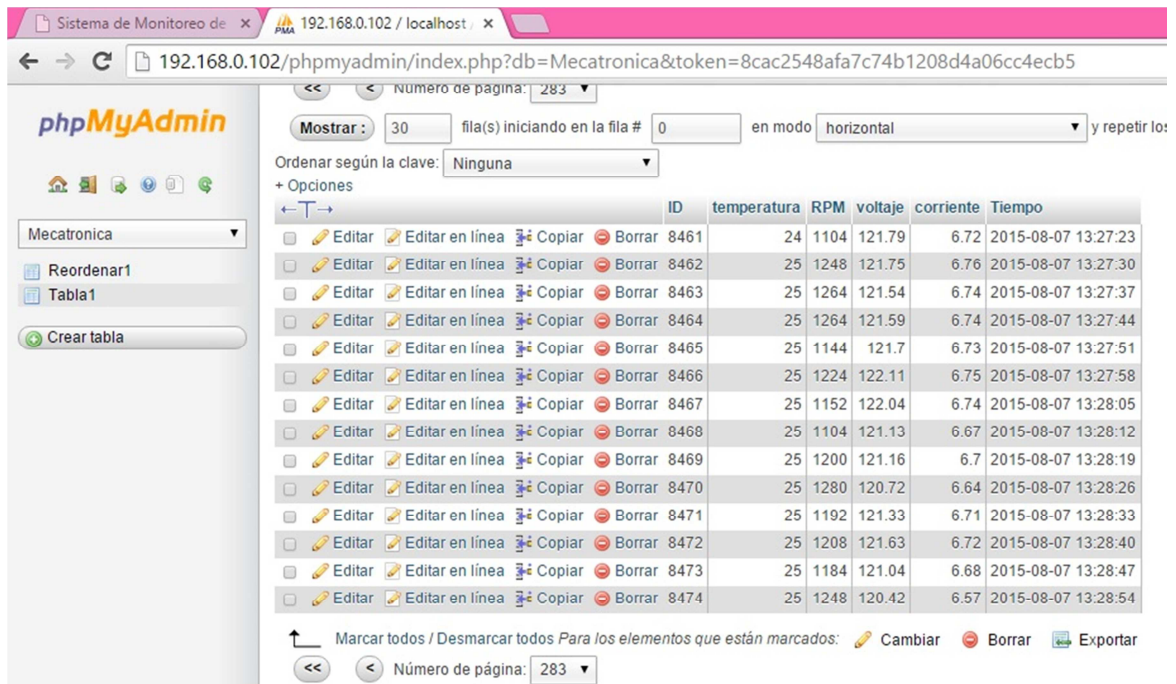 Sistema de Monitoreo de
192.168.0.102 / localhost /
192.168.0.102/phpmyadmin/index.php?db=Mecatronica&token=8cac2548afa7c74b1208d4a06cc4ecb5
phpMyAdmin
Mecatronica
Reordenar1
Tabla1
Crear tabla
<< < Número de página: 283
Mostrar : 30 fila(s) iniciando en la fila # 0 en modo horizontal y repetir los
Ordenar según la clave: Ninguna
+ Opciones
←T→ ID temperatura RPM voltaje corriente Tiempo
Editar Editar en línea Copiar Borrar 8461 24 1104 121.79 6.72 2015-08-07 13:27:23
Editar Editar en línea Copiar Borrar 8462 25 1248 121.75 6.76 2015-08-07 13:27:30
Editar Editar en línea Copiar Borrar 8463 25 1264 121.54 6.74 2015-08-07 13:27:37
Editar Editar en línea Copiar Borrar 8464 25 1264 121.59 6.74 2015-08-07 13:27:44
Editar Editar en línea Copiar Borrar 8465 25 1144 121.7 6.73 2015-08-07 13:27:51
Editar Editar en línea Copiar Borrar 8466 25 1224 122.11 6.75 2015-08-07 13:27:58
Editar Editar en línea Copiar Borrar 8467 25 1152 122.04 6.74 2015-08-07 13:28:05
Editar Editar en línea Copiar Borrar 8468 25 1104 121.13 6.67 2015-08-07 13:28:12
Editar Editar en línea Copiar Borrar 8469 25 1200 121.16 6.7 2015-08-07 13:28:19
Editar Editar en línea Copiar Borrar 8470 25 1280 120.72 6.64 2015-08-07 13:28:26
Editar Editar en línea Copiar Borrar 8471 25 1192 121.33 6.71 2015-08-07 13:28:33
Editar Editar en línea Copiar Borrar 8472 25 1208 121.63 6.72 2015-08-07 13:28:40
Editar Editar en línea Copiar Borrar 8473 25 1184 121.04 6.68 2015-08-07 13:28:47
Editar Editar en línea Copiar Borrar 8474 25 1248 120.42 6.57 2015-08-07 13:28:54
Marcar todos / Desmarcar todos Para los elementos que están marcados: Cambiar Borrar Exportar
<< < Número de página: 283